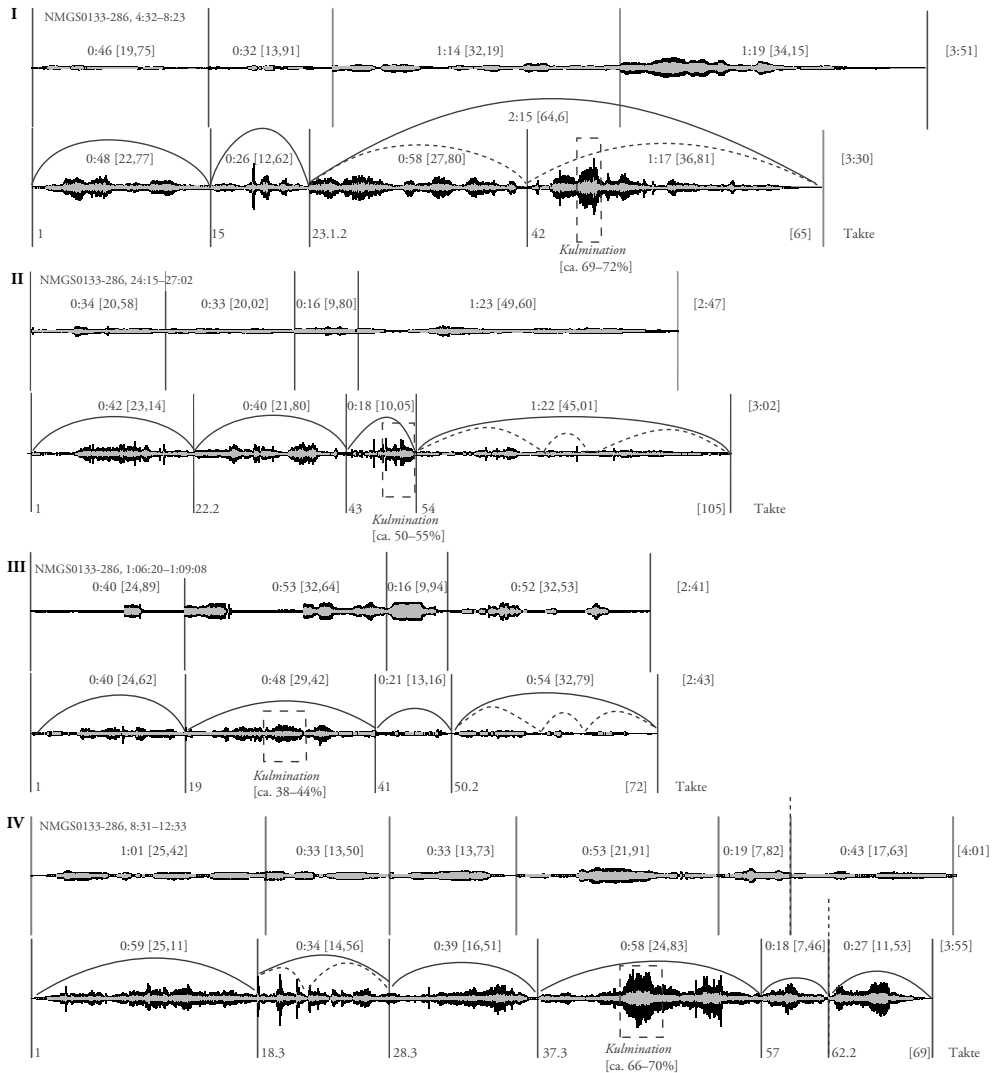 I
NMGS0133-286, 4:32–8:23
0:46 [19,75] 0:32 [13,91] 1:14 [32,19] 1:19 [34,15] [3:51]
2:15 [64,6]
0:48 [22,77] 0:26 [12,62] 0:58 [27,80] 1:17 [36,81] [3:30]
1 15 23.1.2 42 [65] Takte
Kulmination
[ca. 69–72%]
II
NMGS0133-286, 24:15–27:02
0:34 [20,58] 0:33 [20,02] 0:16 [9,80] 1:23 [49,60] [2:47]
0:42 [23,14] 0:40 [21,80] 0:18 [10,05] 1:22 [45,01] [3:02]
1 22.2 43 54 [105] Takte
Kulmination
[ca. 50–55%]
III
NMGS0133-286, 1:06:20–1:09:08
0:40 [24,89] 0:53 [32,64] 0:16 [9,94] 0:52 [32,53] [2:41]
0:40 [24,62] 0:48 [29,42] 0:21 [13,16] 0:54 [32,79] [2:43]
Kulmination
[ca. 38–44%]
1 19 41 50.2 [72] Takte
IV
NMGS0133-286, 8:31–12:33
1:01 [25,42] 0:33 [13,50] 0:33 [13,73] 0:53 [21,91] 0:19 [7,82] 0:43 [17,63] [4:01]
0:59 [25,11] 0:34 [14,56] 0:39 [16,51] 0:58 [24,83] 0:18 [7,46] 0:27 [11,53] [3:55]
1 18.3 28.3 37.3 57 62.2 [69] Takte
Kulmination
[ca. 66–70%]